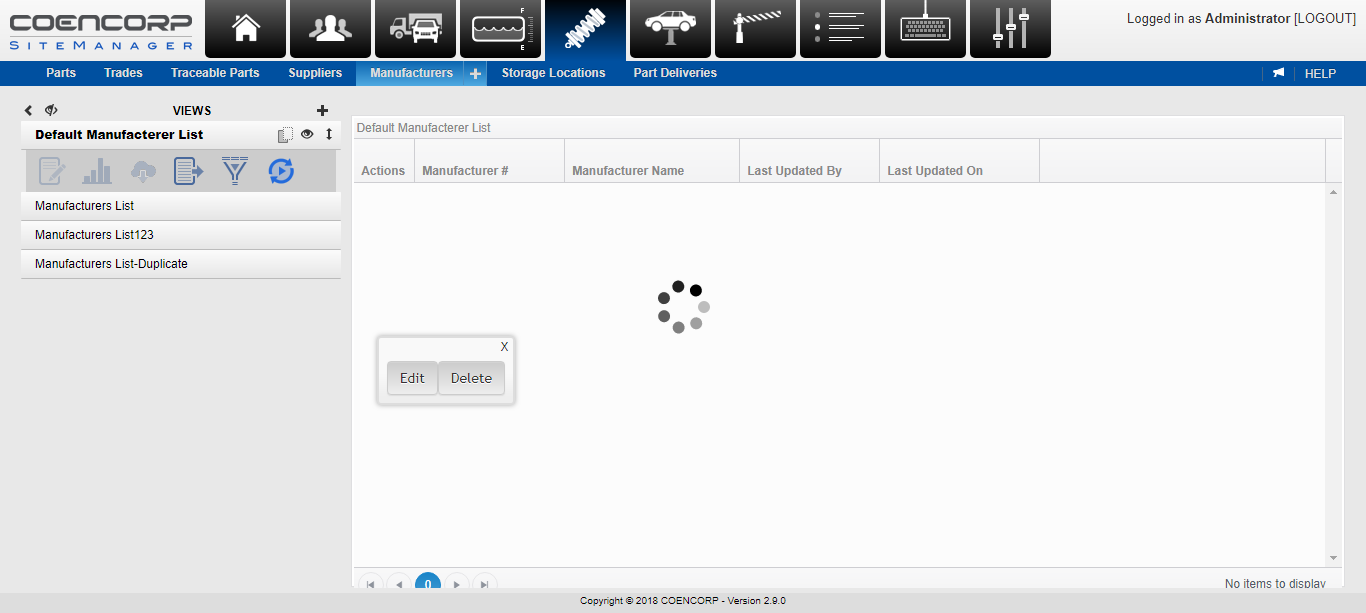 COENCORP
SITEMANAGER
F
E
Logged in as Administrator [LOGOUT]
Parts Trades Traceable Parts Suppliers Manufacturers + Storage Locations Part Deliveries HELP
VIEWS
Default Manufacterer List
Manufacturers List
Manufacturers List123
Manufacturers List-Duplicate
Default Manufacterer List
Actions Manufacturer # Manufacturer Name Last Updated By Last Updated On
X
Edit Delete
0
No items to display
Copyright © 2018 COENCORP - Version 2.9.0